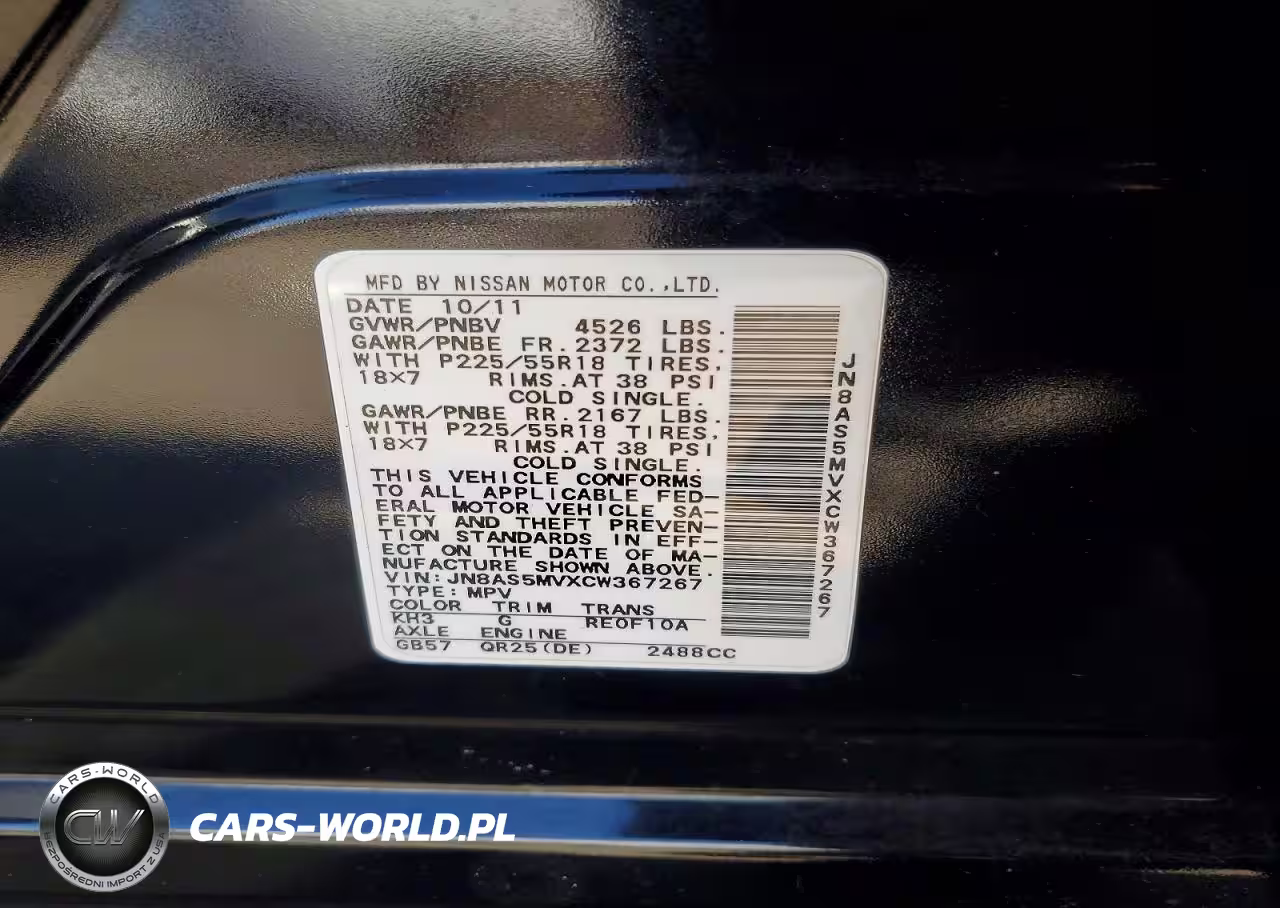 MFD BY NISSAN MOTOR CO.,LTD.
DATE 10/11
GVWR/PNBV 4526 LBS.
GAWR/PNBE FR. 2372 LBS.
WITH P225/55R18 TIRES,
18×7 RIMS.AT 38 PSI
COLD SINGLE.
GAWR/PNBE RR. 2167 LBS.
WITH P225/55R18 TIRES,
18×7 RIMS.AT 38 PSI
COLD SINGLE.
THIS VEHICLE CONFORMS
TO ALL APPLICABLE FED-
ERAL MOTOR VEHICLE SA-
FETY AND THEFT PREVEN-
TION STANDARDS IN EFF-
ECT ON THE DATE OF MA-
NUFACTURE SHOWN ABOVE.
VIN:JN8AS5MVXCW367267
TYPE:MPV
COLOR TRIM TRANS
KH3 G RE0F10A
AXLE ENGINE
GB57 QR25(DE) 2488CC
JN8AS5MVXCW367267
CARS-WORLD
CW
BEZPOŚREDNI IMPORT Z USA
CARS-WORLD.PL